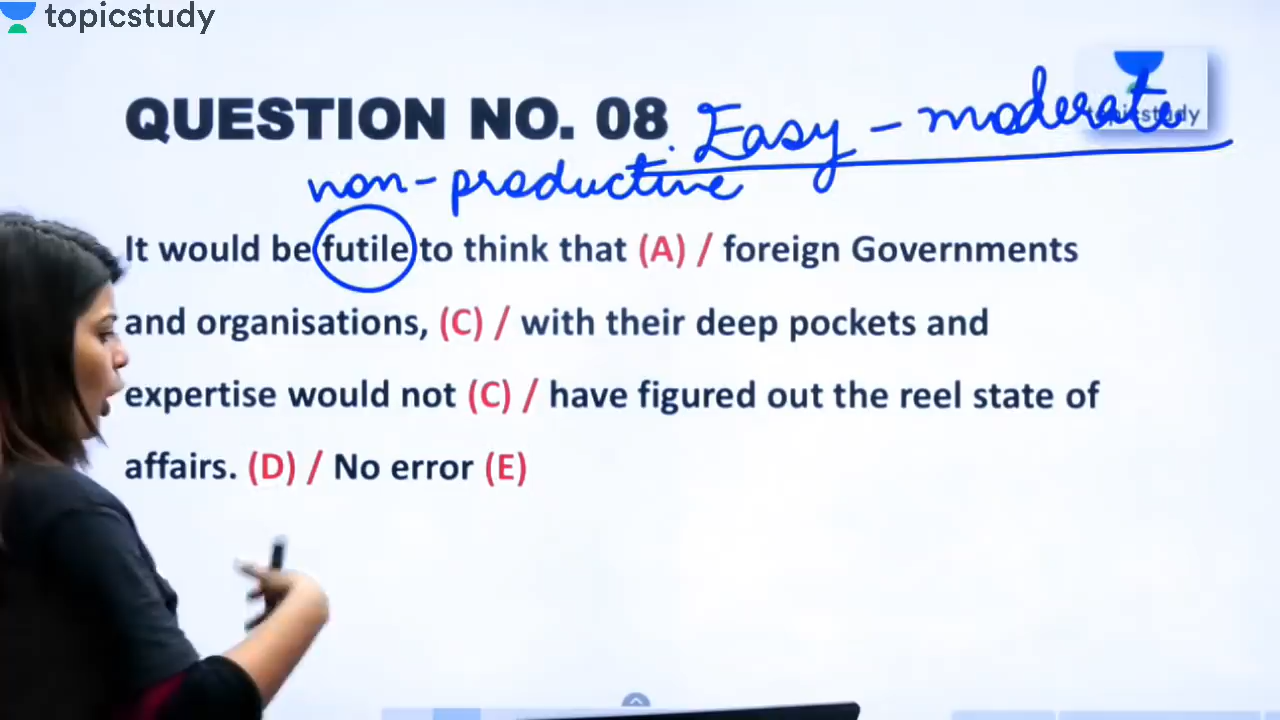 topicstudy
QUESTION NO. 08 Easy - moderate
topicstudy
non-productive
It would be futile to think that (A) / foreign Governments
and organisations, (C) / with their deep pockets and
expertise would not (C) / have figured out the reel state of
affairs. (D) / No error (E)